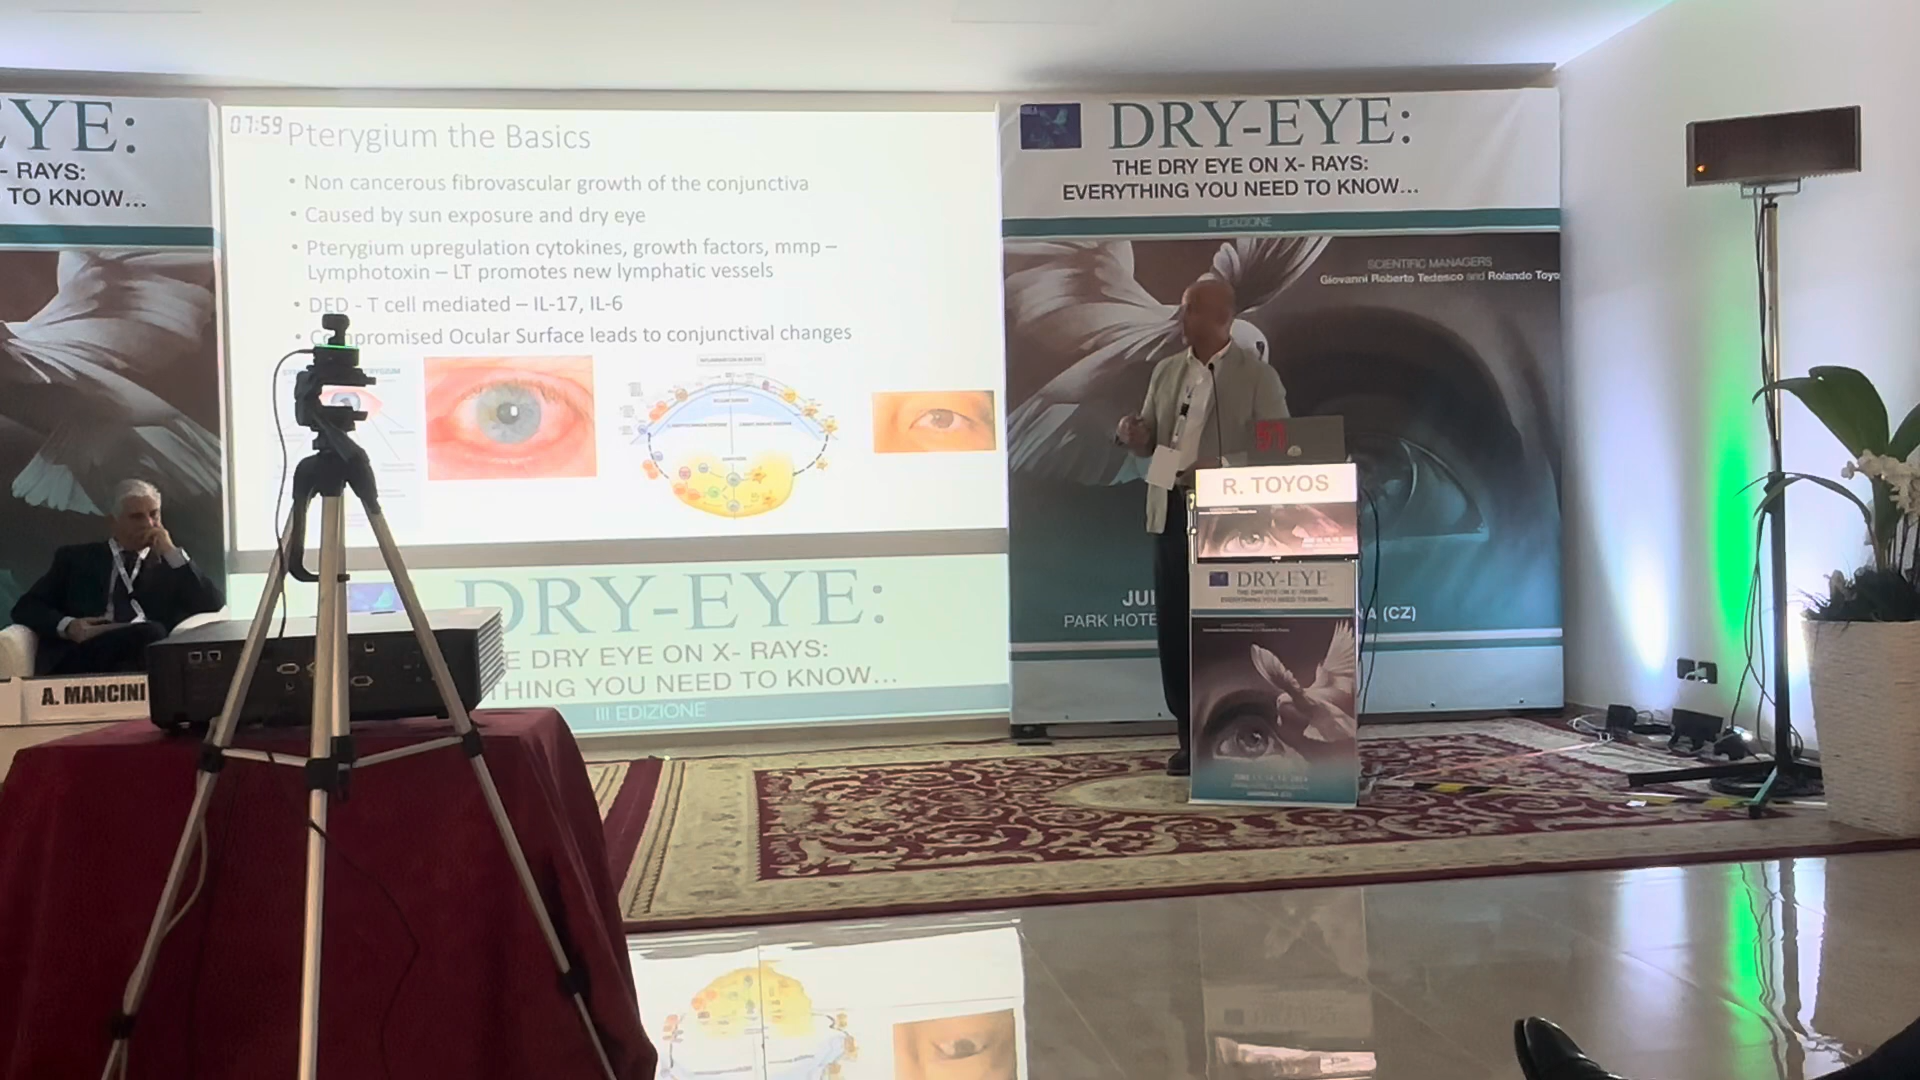 EYE:
- RAYS:
TO KNOW...
07:59
Pterygium the Basics
• Non cancerous fibrovascular growth of the conjunctiva
• Caused by sun exposure and dry eye
• Pterygium upregulation cytokines, growth factors, mmp –
Lymphotoxin – LT promotes new lymphatic vessels
• DED - T cell mediated – IL-17, IL-6
• Compromised Ocular Surface leads to conjunctival changes
DRY-EYE:
THE DRY EYE ON X- RAYS:
EVERYTHING YOU NEED TO KNOW...
III EDIZIONE
SCIENTIFIC MANAGERS
Giovanni Roberto Tedesco and Rolando Toyo
JU
PARK HOTE
A (CZ)
R. TOYOS
DRY-EYE
A. MANCINI
DRY-EYE:
E DRY EYE ON X- RAYS:
THING YOU NEED TO KNOW...
III EDIZIONE